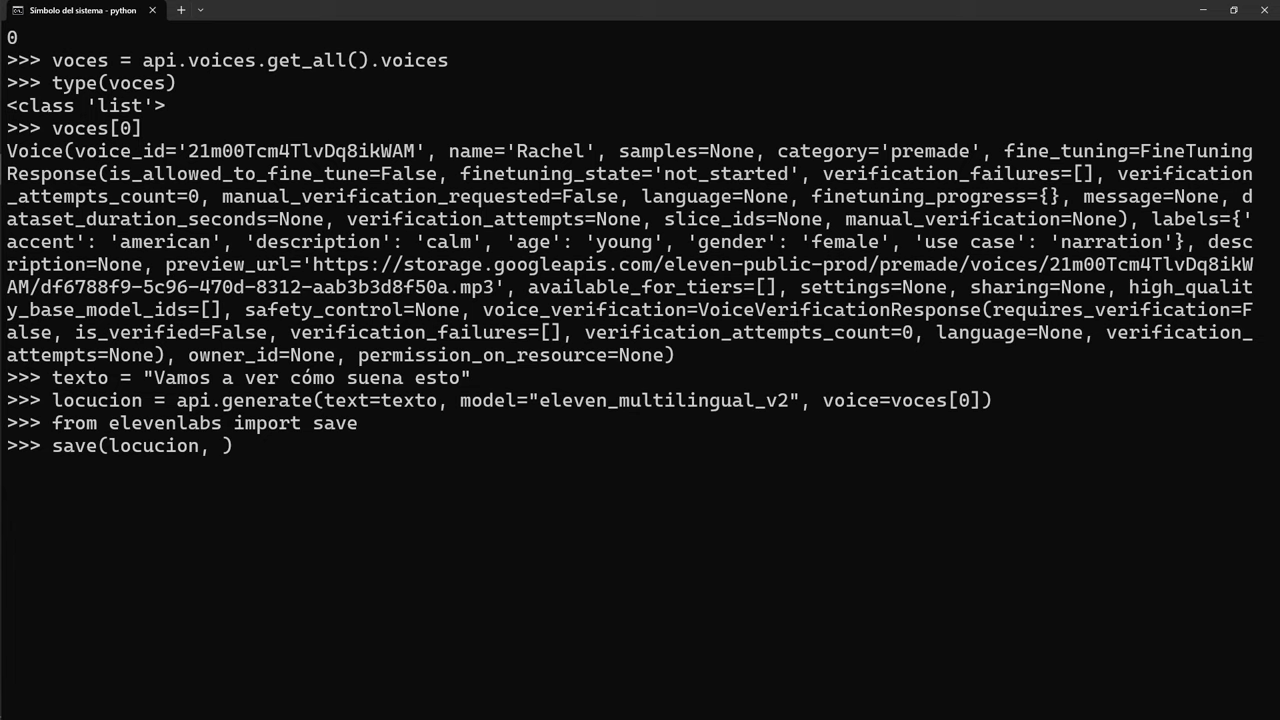 Símbolo del sistema - python
0
>>> voces = api.voices.get_all().voices
>>> type(voces)
<class 'list'>
>>> voces[0]
Voice(voice_id='21m00Tcm4TlvDq8ikWAM', name='Rachel', samples=None, category='premade', fine_tuning=FineTuning
Response(is_allowed_to_fine_tune=False, finetuning_state='not_started', verification_failures=[], verification
_attempts_count=0, manual_verification_requested=False, language=None, finetuning_progress={}, message=None, d
ataset_duration_seconds=None, verification_attempts=None, slice_ids=None, manual_verification=None), labels={'
accent': 'american', 'description': 'calm', 'age': 'young', 'gender': 'female', 'use case': 'narration'}, desc
ription=None, preview_url='https://storage.googleapis.com/eleven-public-prod/premade/voices/21m00Tcm4TlvDq8ikW
AM/df6788f9-5c96-470d-8312-aab3b3d8f50a.mp3', available_for_tiers=[], settings=None, sharing=None, high_qualit
y_base_model_ids=[], safety_control=None, voice_verification=VoiceVerificationResponse(requires_verification=F
alse, is_verified=False, verification_failures=[], verification_attempts_count=0, language=None, verification_
attempts=None), owner_id=None, permission_on_resource=None)
>>> texto = "Vamos a ver cómo suena esto"
>>> locucion = api.generate(text=texto, model="eleven_multilingual_v2", voice=voces[0])
>>> from elevenlabs import save
>>> save(locucion, )